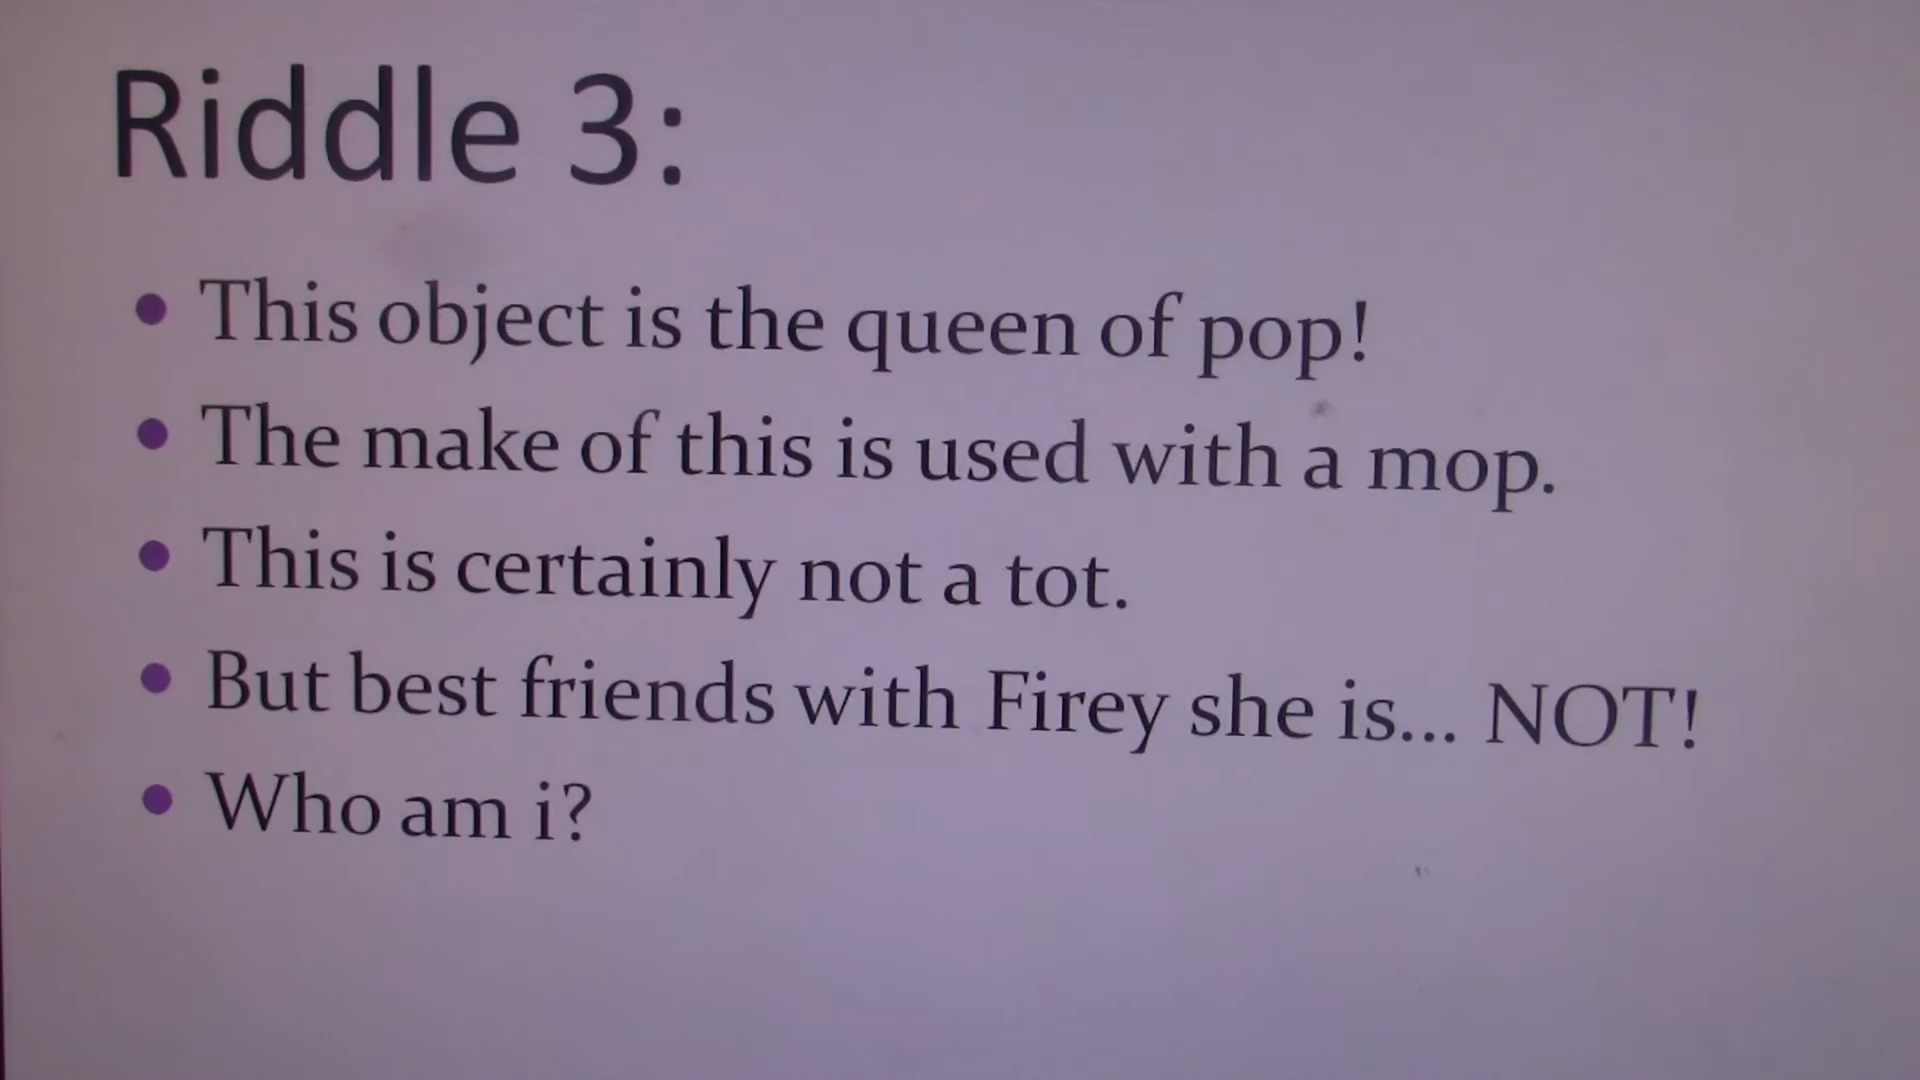 Riddle 3:
• This object is the queen of pop!
• The make of this is used with a mop.
• This is certainly not a tot.
• But best friends with Firey she is... NOT!
• Who am i?